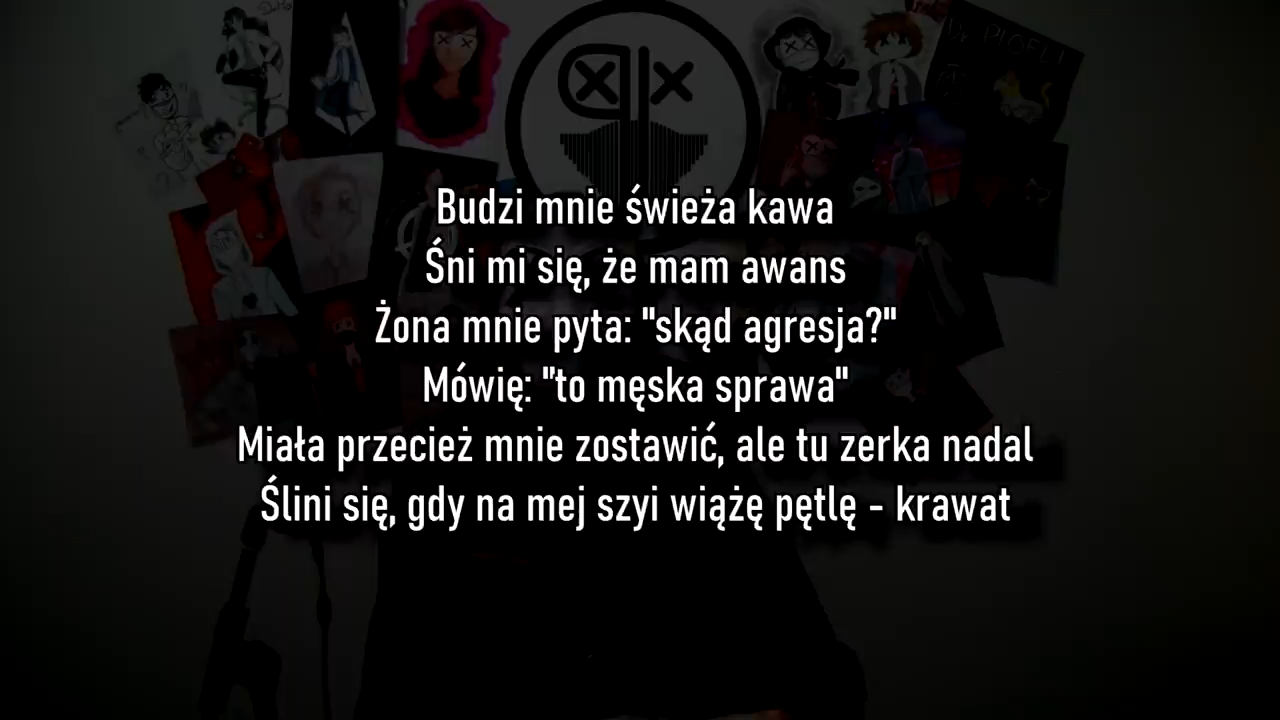 Budzi mnie świeża kawa
Śni mi się, że mam awans
Żona mnie pyta: "skąd agresja?"
Mówię: "to męska sprawa"
Miała przecież mnie zostawić, ale tu zerka nadal
Ślini się, gdy na mej szyi wiążę pętlę - krawat